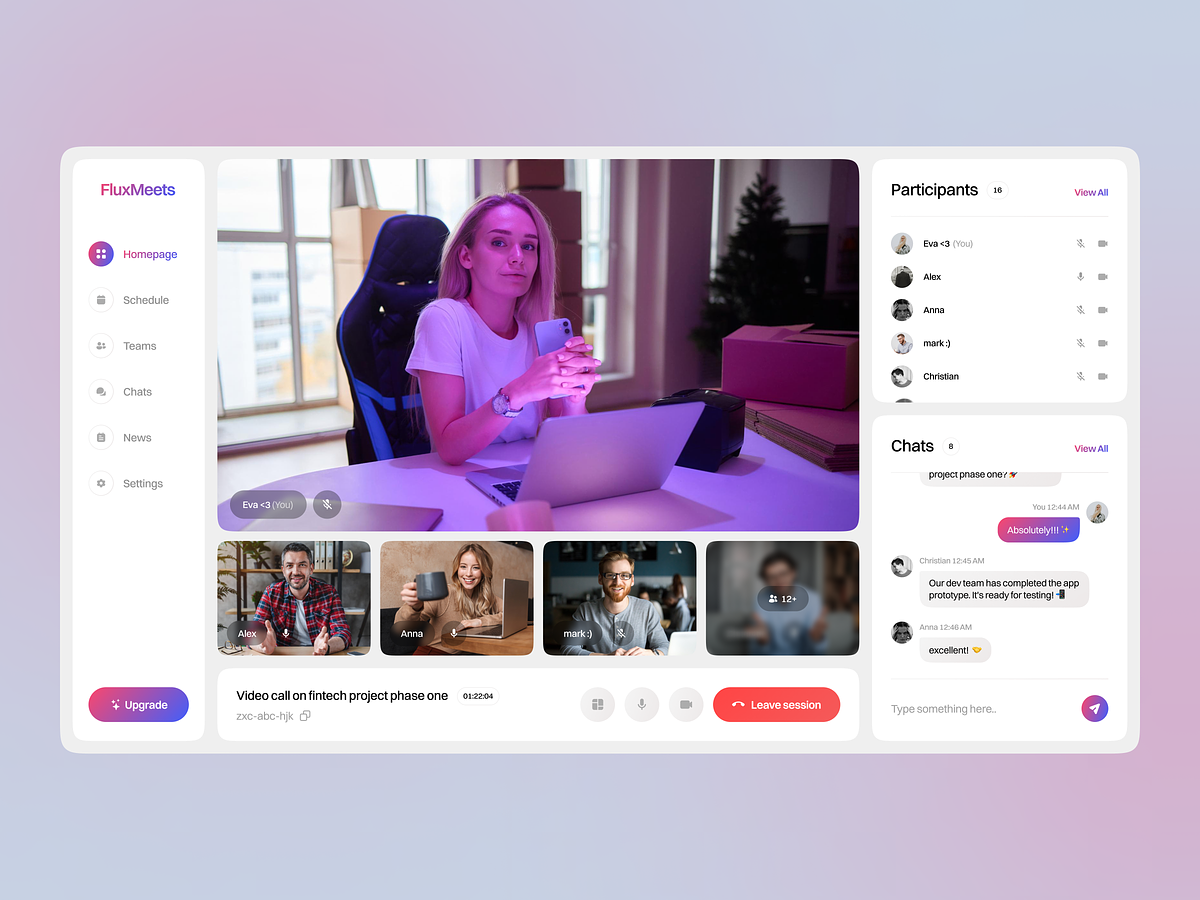 FluxMeets
Homepage
Schedule
Teams
Chats
News
Settings
Upgrade
Eva <3 (You)
Alex
Anna
mark :)
12+
Video call on fintech project phase one
01:22:04
zxc-abc-hjk
Leave session
Participants
16
View All
Eva <3 (You)
Alex
Anna
mark :)
Christian
Chats
8
View All
project phase one? 🚀
You 12:44 AM
Absolutely!!! ✨
Christian 12:45 AM
Our dev team has completed the app
prototype. It's ready for testing! 📲
Anna 12:46 AM
excellent! 🤝
Type something here..